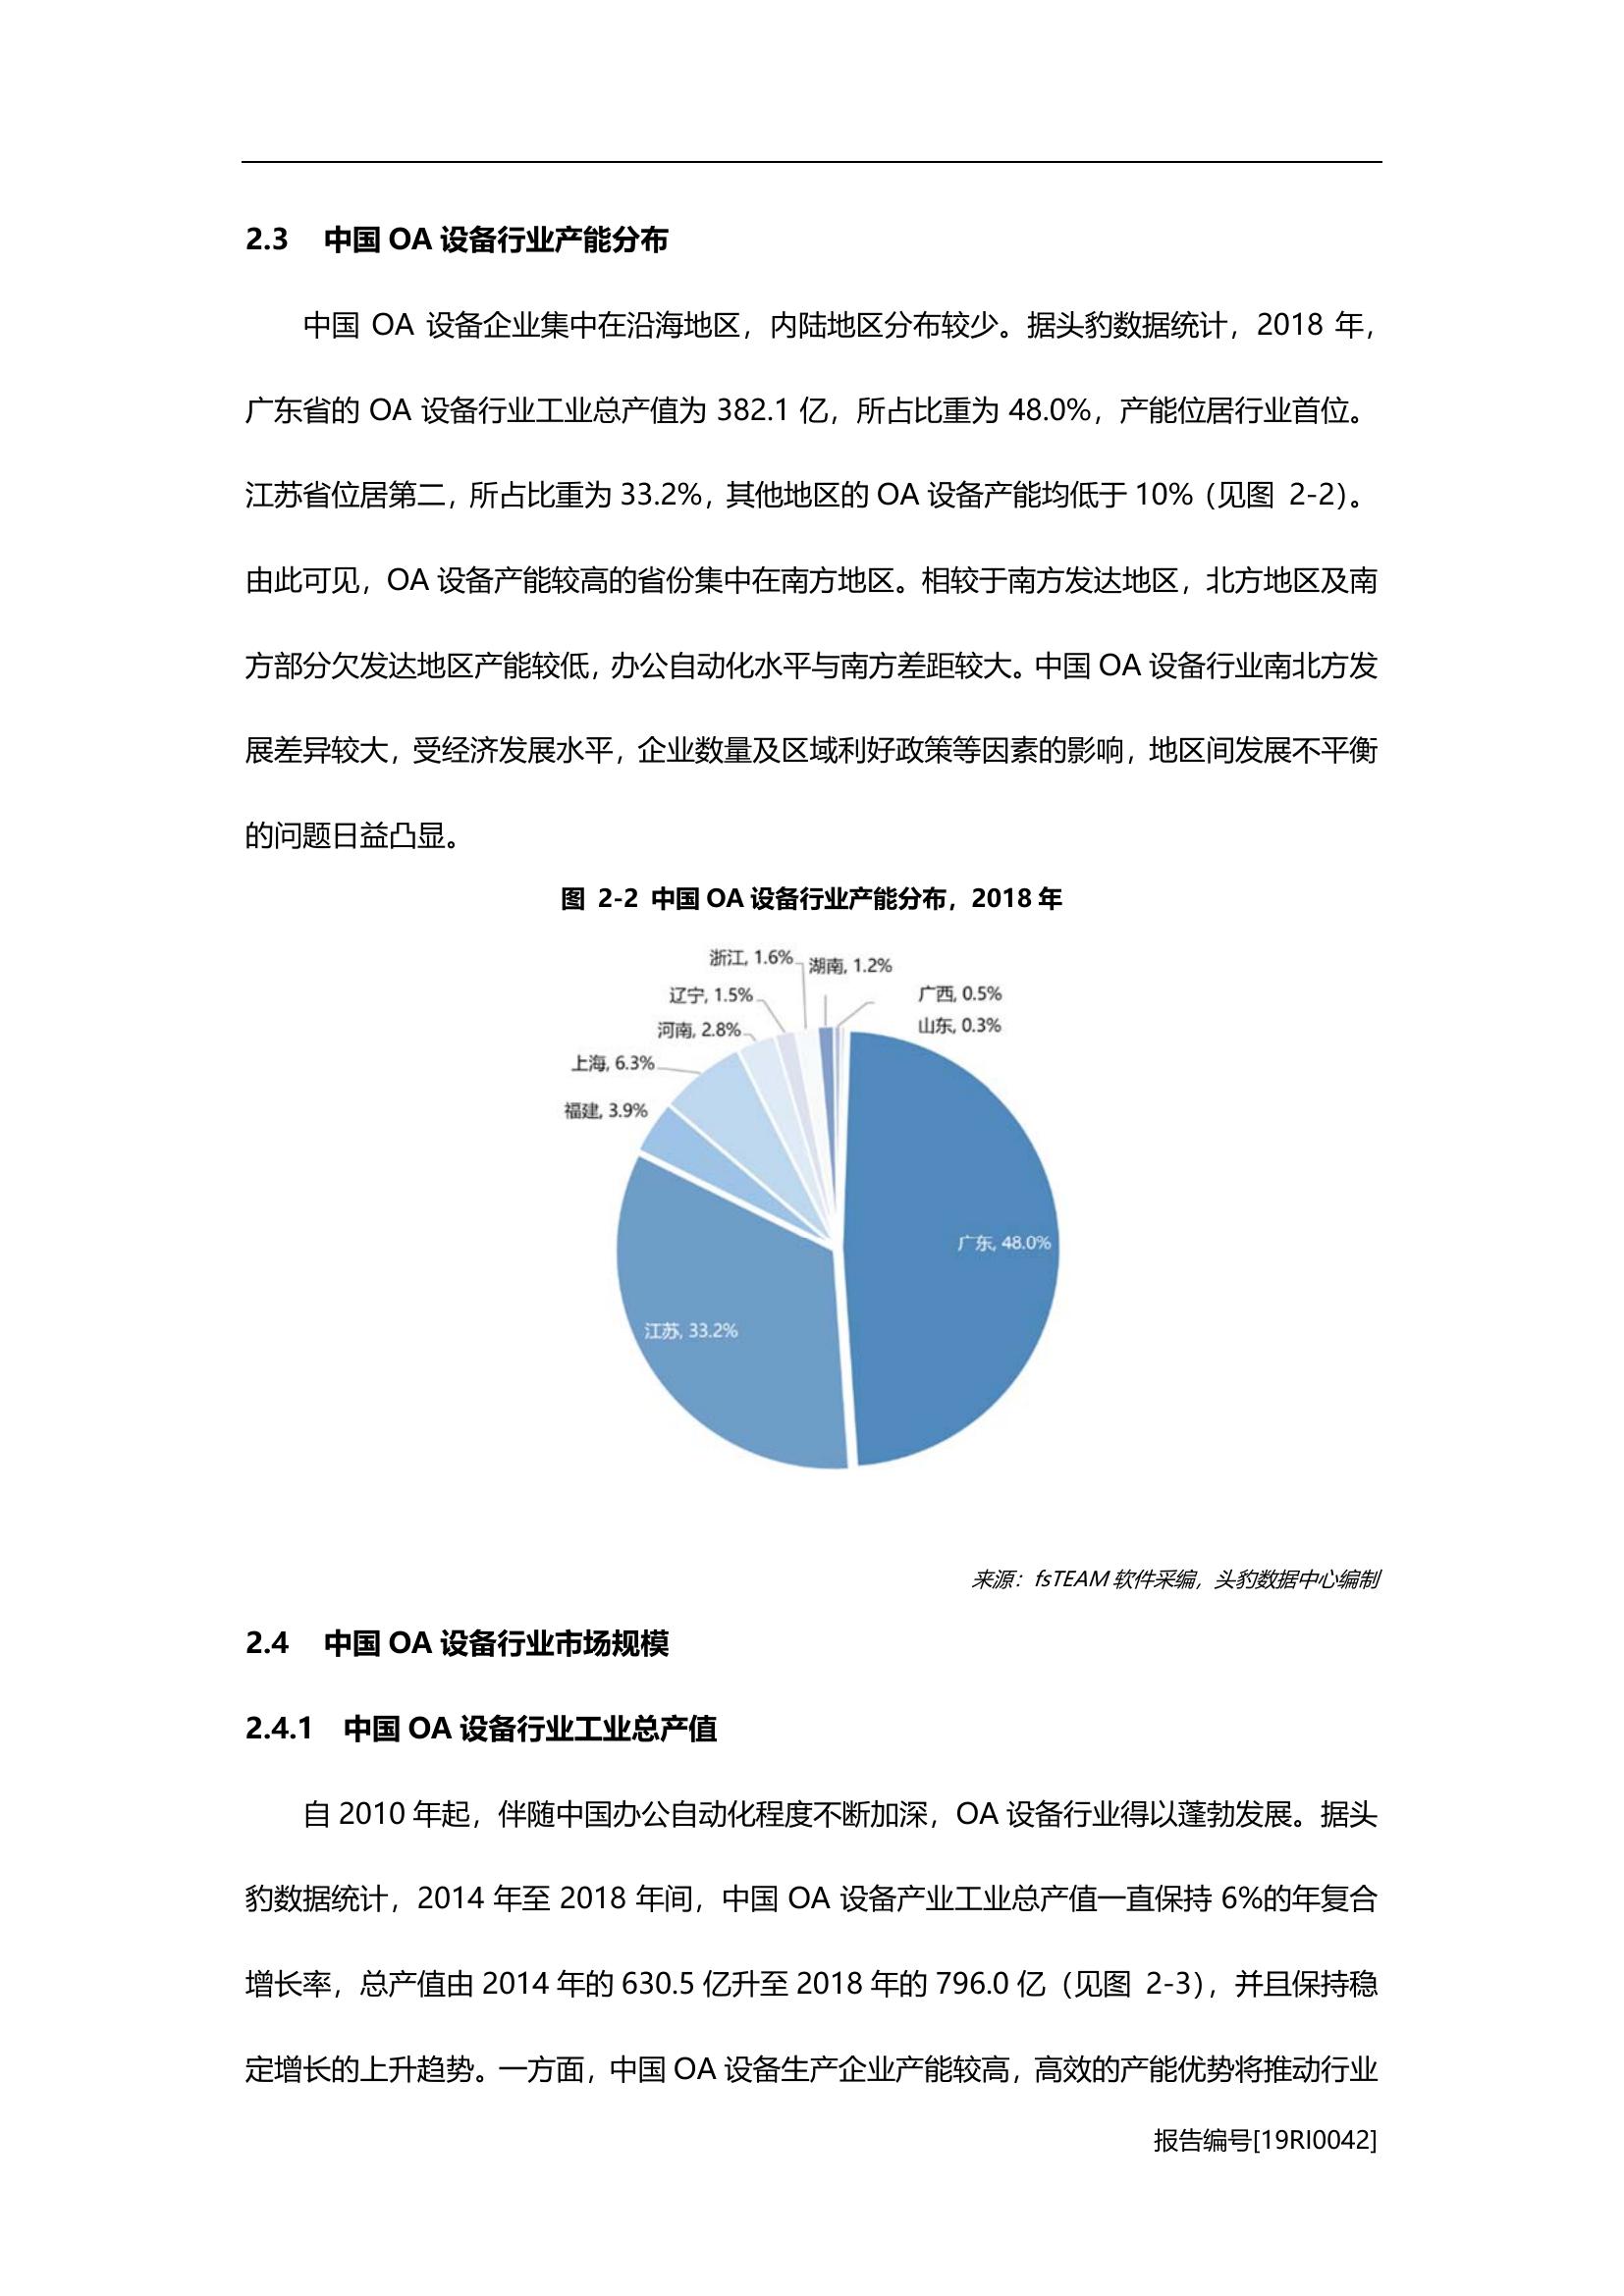 2.3 中国 OA 设备行业产能分布
中国 OA 设备企业集中在沿海地区，内陆地区分布较少。据头豹数据统计，2018 年，
广东省的 OA 设备行业工业总产值为 382.1 亿，所占比重为 48.0%，产能位居行业首位。
江苏省位居第二，所占比重为 33.2%，其他地区的 OA 设备产能均低于 10%（见图 2-2）。
由此可见，OA 设备产能较高的省份集中在南方地区。相较于南方发达地区，北方地区及南
方部分欠发达地区产能较低，办公自动化水平与南方差距较大。中国 OA 设备行业南北方发
展差异较大，受经济发展水平，企业数量及区域利好政策等因素的影响，地区间发展不平衡
的问题日益凸显。
图 2-2 中国 OA 设备行业产能分布，2018 年
浙江, 1.6%
湖南, 1.2%
辽宁, 1.5%
广西, 0.5%
河南, 2.8%
山东, 0.3%
上海, 6.3%
福建, 3.9%
广东, 48.0%
江苏, 33.2%
来源：fsTEAM 软件采编，头豹数据中心编制
2.4 中国 OA 设备行业市场规模
2.4.1 中国 OA 设备行业工业总产值
自 2010 年起，伴随中国办公自动化程度不断加深，OA 设备行业得以蓬勃发展。据头
豹数据统计，2014 年至 2018 年间，中国 OA 设备产业工业总产值一直保持 6%的年复合
增长率，总产值由 2014 年的 630.5 亿升至 2018 年的 796.0 亿（见图 2-3），并且保持稳
定增长的上升趋势。一方面，中国 OA 设备生产企业产能较高，高效的产能优势将推动行业
报告编号[19RI0042]